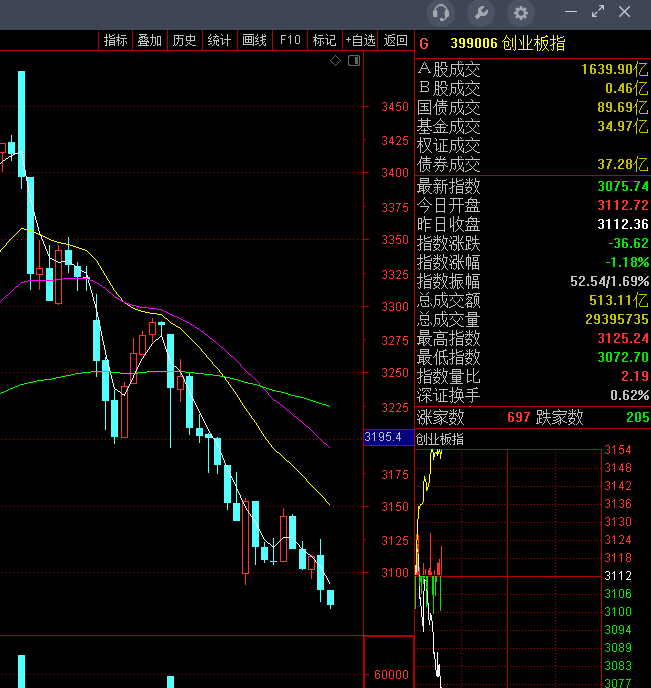 指标 叠加 历史 统计 画线 F10 标记 +自选 返回
G 399006 创业板指
A股成交 1639.90亿
B股成交 0.46亿
国债成交 89.69亿
基金成交 34.97亿
权证成交
债券成交 37.28亿
最新指数 3075.74
今日开盘 3112.72
昨日收盘 3112.36
指数涨跌 -36.62
指数涨幅 -1.18%
指数振幅 52.54/1.69%
总成交额 513.11亿
总成交量 29395735
最高指数 3125.24
最低指数 3072.70
指数量比 2.19
深证换手 0.62%
涨家数 697 跌家数 205
3450
3425
3400
3375
3350
3325
3300
3275
3250
3225
3195.4
3175
3150
3125
3100
60000
创业板指
3154
3148
3142
3136
3130
3124
3118
3112
3106
3100
3094
3089
3083
3077